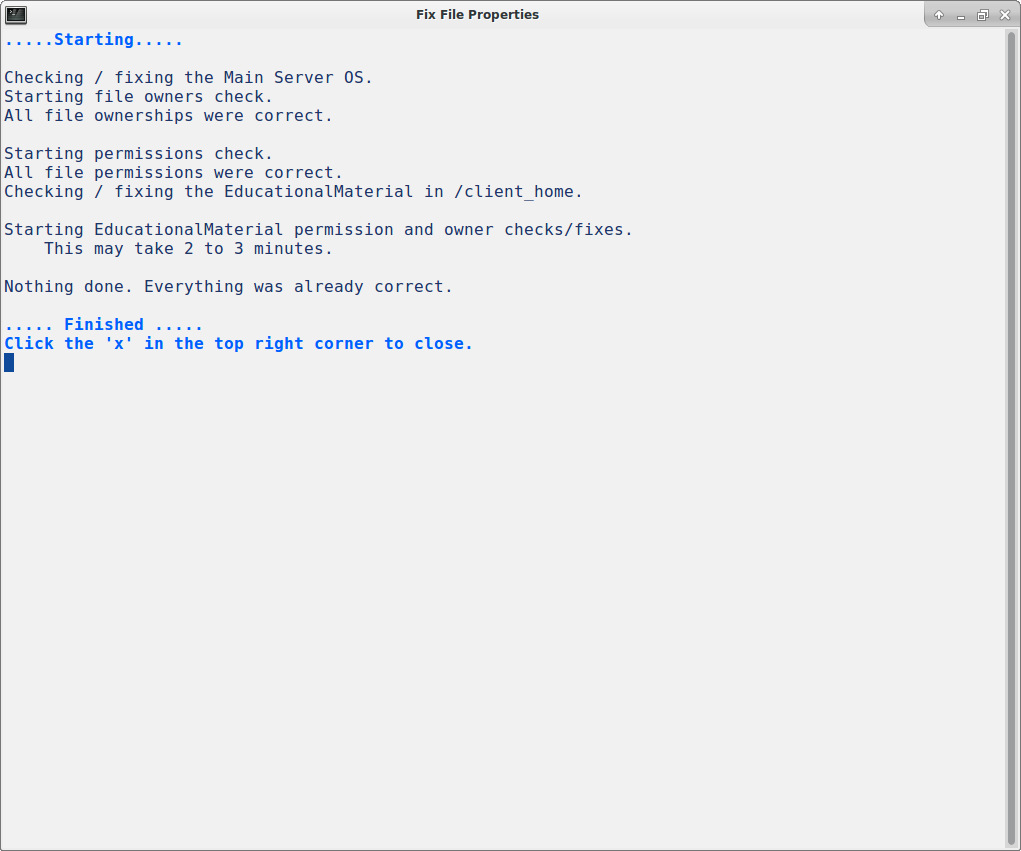 Fix File Properties
.....Starting.....
Checking / fixing the Main Server OS.
Starting file owners check.
All file ownerships were correct.
Starting permissions check.
All file permissions were correct.
Checking / fixing the EducationalMaterial in /client_home.
Starting EducationalMaterial permission and owner checks/fixes.
This may take 2 to 3 minutes.
Nothing done. Everything was already correct.
..... Finished .....
Click the 'x' in the top right corner to close.